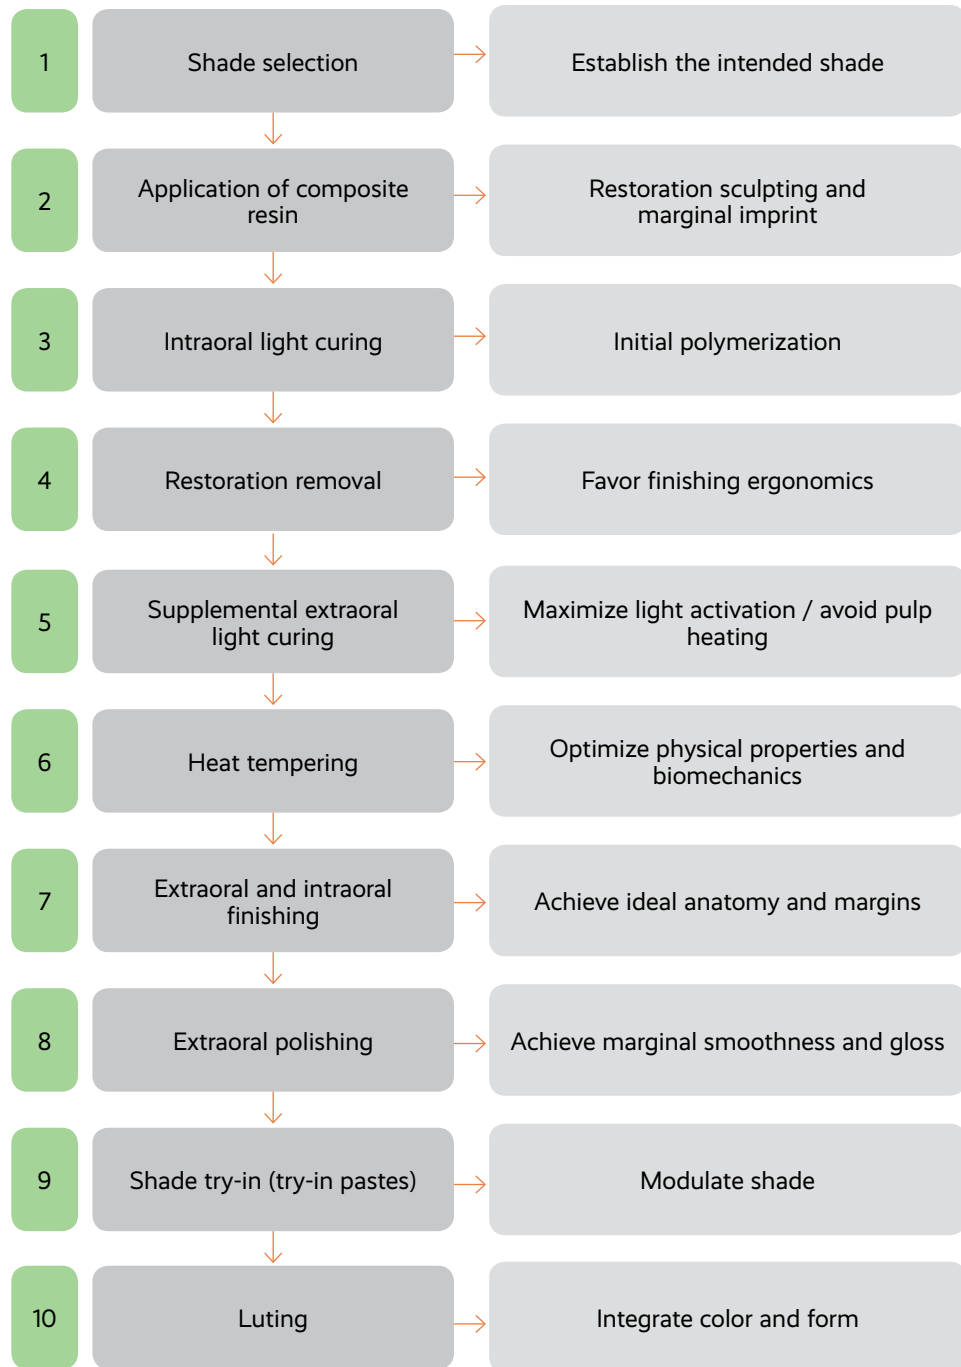 1
Shade selection
Establish the intended shade
2
Application of composite
resin
Restoration sculpting and
marginal imprint
3
Intraoral light curing
Initial polymerization
4
Restoration removal
Favor finishing ergonomics
5
Supplemental extraoral
light curing
Maximize light activation / avoid pulp
heating
6
Heat tempering
Optimize physical properties and
biomechanics
7
Extraoral and intraoral
finishing
Achieve ideal anatomy and margins
8
Extraoral polishing
Achieve marginal smoothness and gloss
9
Shade try-in (try-in pastes)
Modulate shade
10
Luting
Integrate color and form